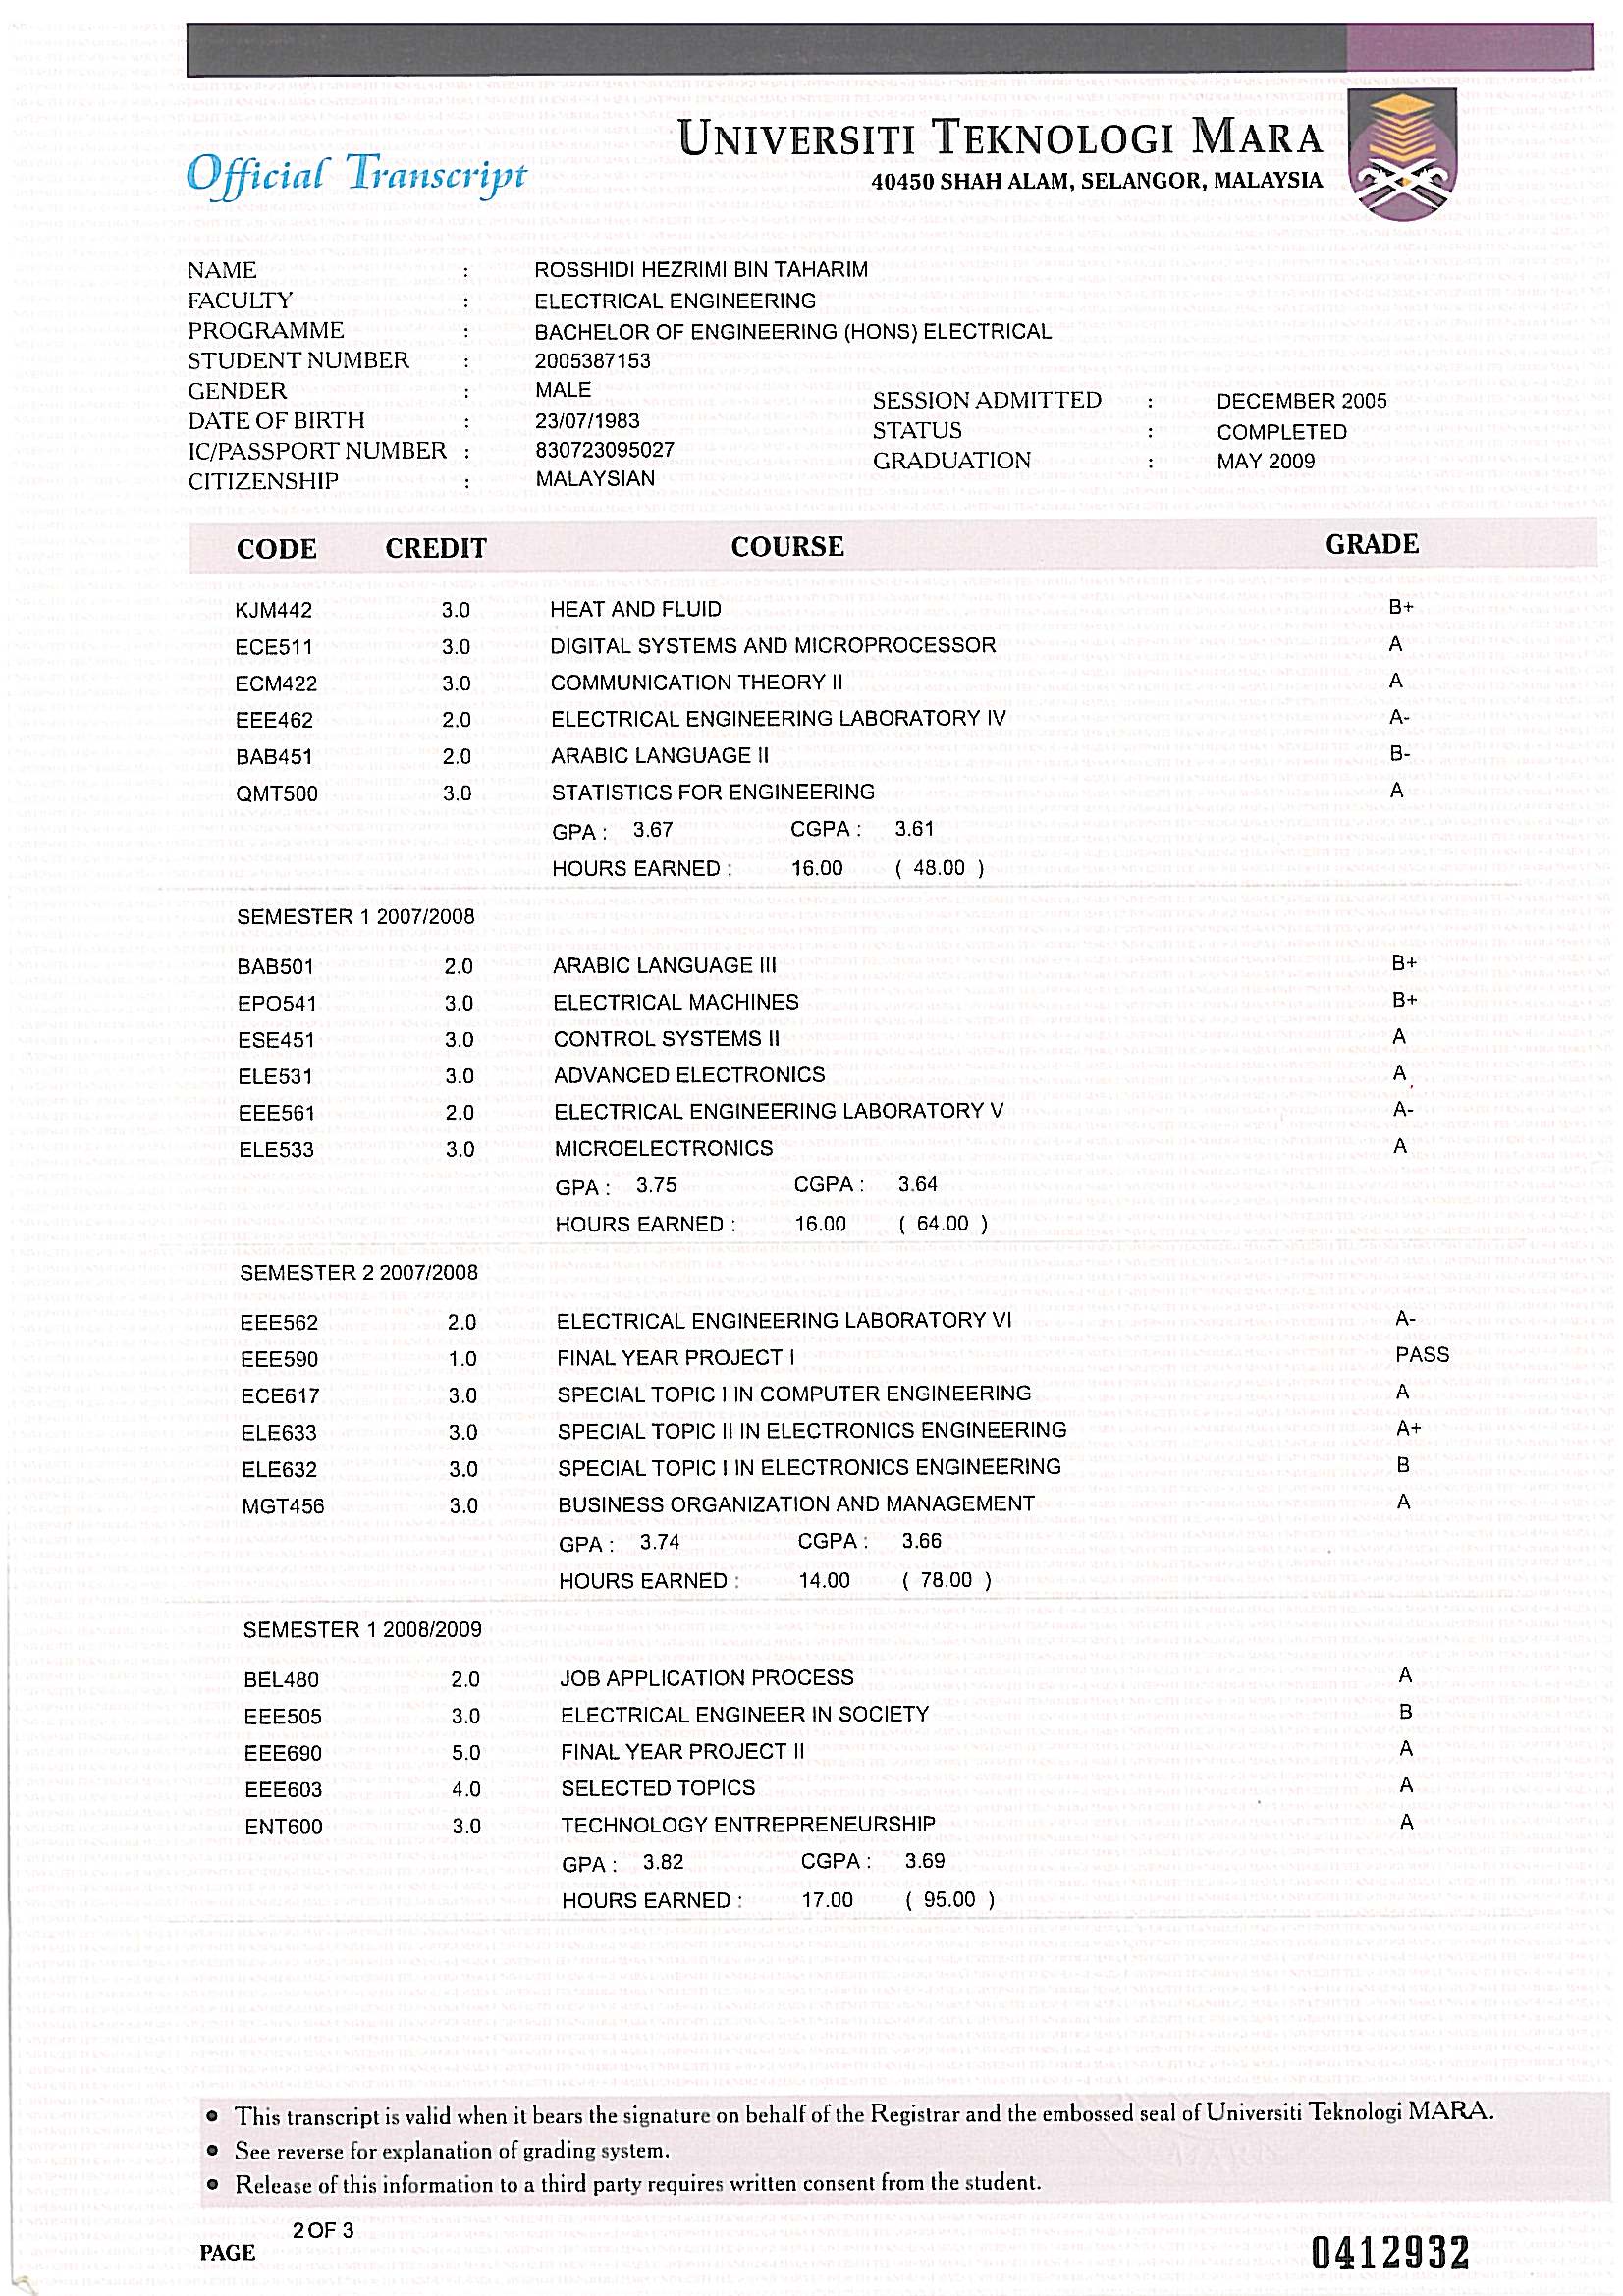 UNIVERSITI TEKNOLOGI MARA
Official Transcript
40450 SHAH ALAM, SELANGOR, MALAYSIA
NAME : ROSSHIDI HEZRIMI BIN TAHARIM
FACULTY : ELECTRICAL ENGINEERING
PROGRAMME : BACHELOR OF ENGINEERING (HONS) ELECTRICAL
STUDENT NUMBER : 2005387153
GENDER : MALE
SESSION ADMITTED : DECEMBER 2005
DATE OF BIRTH : 23/07/1983
STATUS : COMPLETED
IC/PASSPORT NUMBER : 830723095027
GRADUATION : MAY 2009
CITIZENSHIP : MALAYSIAN
CODE CREDIT COURSE GRADE
KJM442 3.0 HEAT AND FLUID B+
ECE511 3.0 DIGITAL SYSTEMS AND MICROPROCESSOR A
ECM422 3.0 COMMUNICATION THEORY II A
EEE462 2.0 ELECTRICAL ENGINEERING LABORATORY IV A-
BAB451 2.0 ARABIC LANGUAGE II B-
QMT500 3.0 STATISTICS FOR ENGINEERING A
GPA : 3.67 CGPA : 3.61
HOURS EARNED : 16.00 ( 48.00 )
SEMESTER 1 2007/2008
BAB501 2.0 ARABIC LANGUAGE III B+
EPO541 3.0 ELECTRICAL MACHINES B+
ESE451 3.0 CONTROL SYSTEMS II A
ELE531 3.0 ADVANCED ELECTRONICS A
EEE561 2.0 ELECTRICAL ENGINEERING LABORATORY V A-
ELE533 3.0 MICROELECTRONICS A
GPA : 3.75 CGPA : 3.64
HOURS EARNED : 16.00 ( 64.00 )
SEMESTER 2 2007/2008
EEE562 2.0 ELECTRICAL ENGINEERING LABORATORY VI A-
EEE590 1.0 FINAL YEAR PROJECT I PASS
ECE617 3.0 SPECIAL TOPIC I IN COMPUTER ENGINEERING A
ELE633 3.0 SPECIAL TOPIC II IN ELECTRONICS ENGINEERING A+
ELE632 3.0 SPECIAL TOPIC I IN ELECTRONICS ENGINEERING B
MGT456 3.0 BUSINESS ORGANIZATION AND MANAGEMENT A
GPA : 3.74 CGPA : 3.66
HOURS EARNED : 14.00 ( 78.00 )
SEMESTER 1 2008/2009
BEL480 2.0 JOB APPLICATION PROCESS A
EEE505 3.0 ELECTRICAL ENGINEER IN SOCIETY B
EEE690 5.0 FINAL YEAR PROJECT II A
EEE603 4.0 SELECTED TOPICS A
ENT600 3.0 TECHNOLOGY ENTREPRENEURSHIP A
GPA : 3.82 CGPA : 3.69
HOURS EARNED : 17.00 ( 95.00 )
• This transcript is valid when it bears the signature on behalf of the Registrar and the embossed seal of Universiti Teknologi MARA.
• See reverse for explanation of grading system.
• Release of this information to a third party requires written consent from the student.
2 OF 3
PAGE
0412932